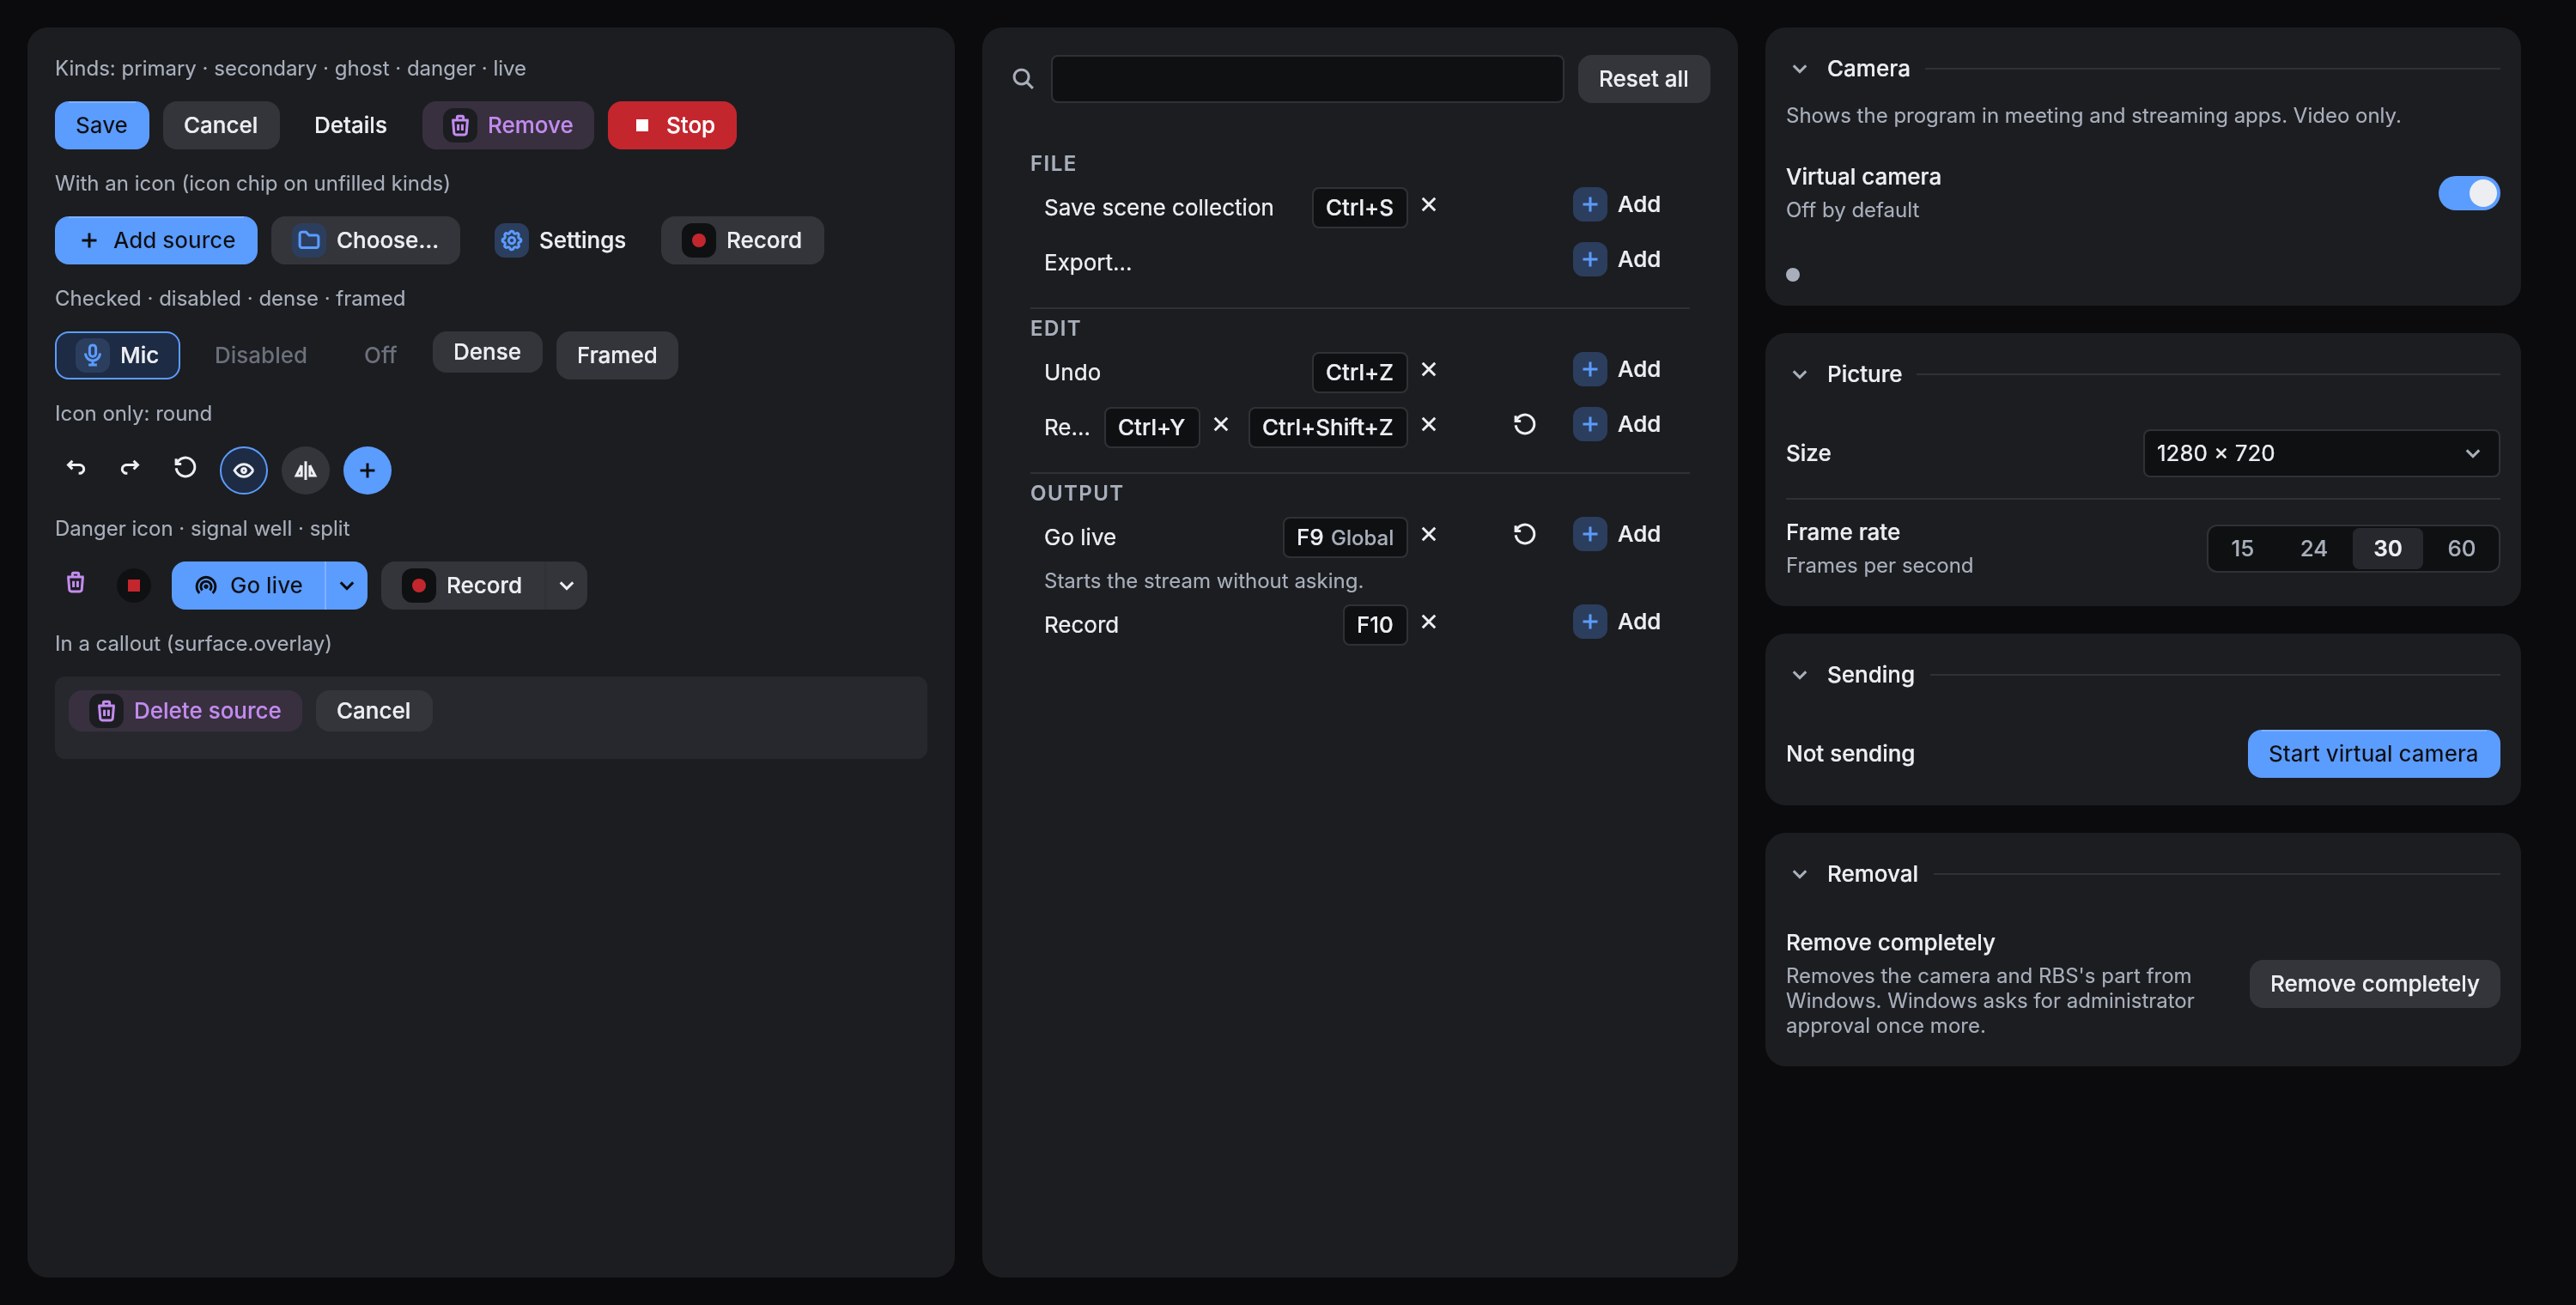 Kinds: primary · secondary · ghost · danger · live
Save Cancel Details Remove Stop
With an icon (icon chip on unfilled kinds)
Add source Choose... Settings Record
Checked · disabled · dense · framed
Mic Disabled Off Dense Framed
Icon only: round
Danger icon · signal well · split
Go live Record
In a callout (surface.overlay)
Delete source Cancel
Reset all
FILE
Save scene collection Ctrl+S Add
Export... Add
EDIT
Undo Ctrl+Z Add
Re... Ctrl+Y Ctrl+Shift+Z Add
OUTPUT
Go live F9 Global Add
Starts the stream without asking.
Record F10 Add
Camera
Shows the program in meeting and streaming apps. Video only.
Virtual camera
Off by default
Picture
Size 1280 × 720
Frame rate
Frames per second
15 24 30 60
Sending
Not sending Start virtual camera
Removal
Remove completely
Removes the camera and RBS's part from
Windows. Windows asks for administrator
approval once more.
Remove completely